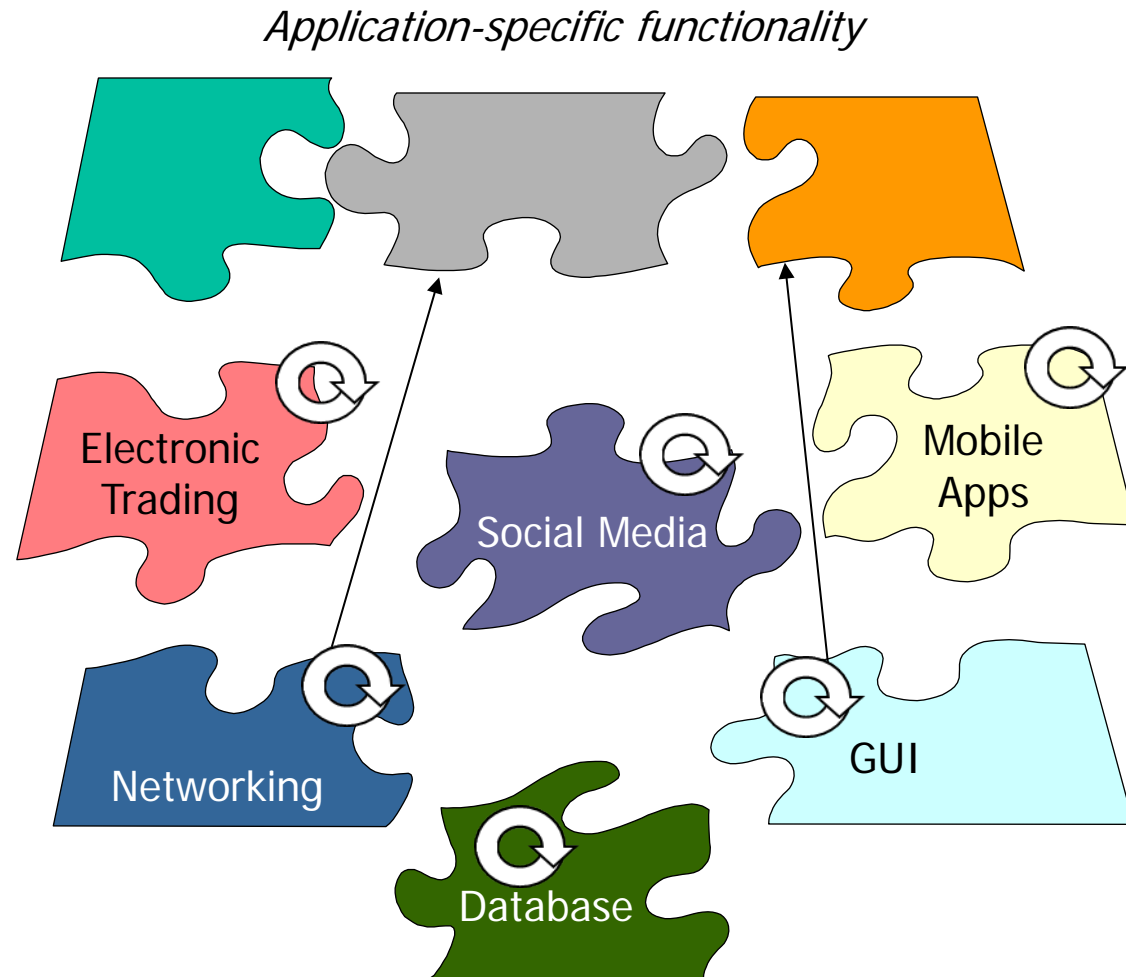 Application-specific functionality
Electronic
Trading
Social Media
Mobile
Apps
Networking
GUI
Database